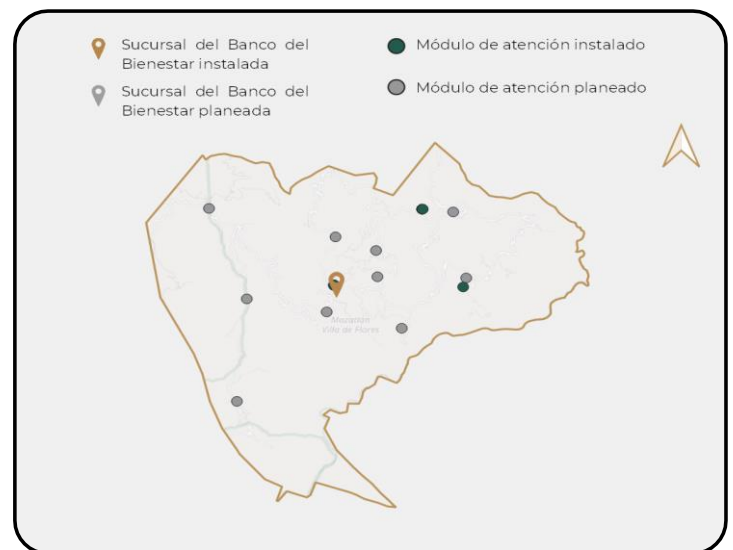 Sucursal del Banco del
Bienestar instalada
Sucursal del Banco del
Bienestar planeada
Módulo de atención instalado
Módulo de atención planeado
Mazatlán
Villa de Flores